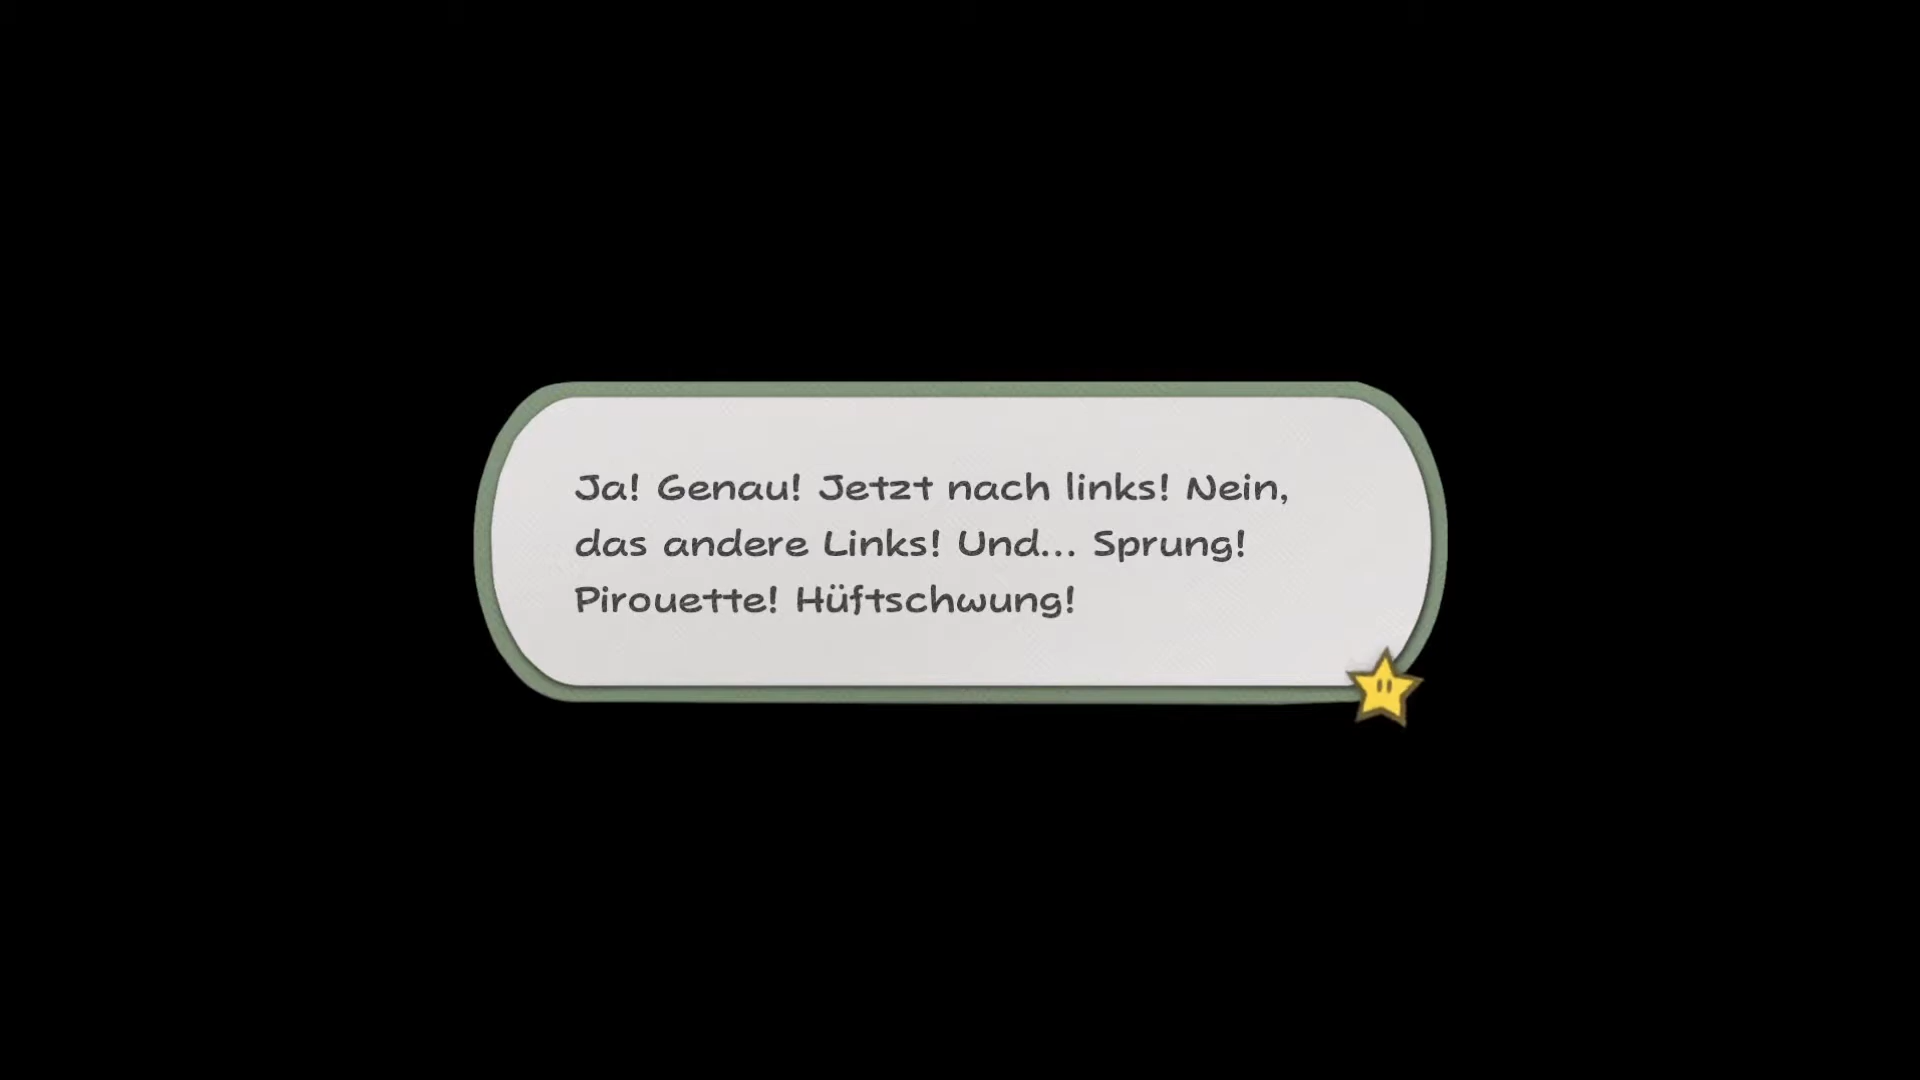 Ja! Genau! Jetzt nach links! Nein,
das andere Links! Und... Sprung!
Pirouette! Hüftschwung!